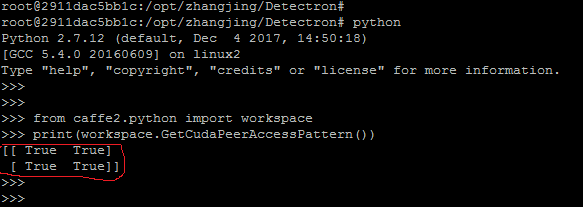 root@2911dac5bb1c:/opt/zhangjing/Detectron#
root@2911dac5bb1c:/opt/zhangjing/Detectron# python
Python 2.7.12 (default, Dec  4 2017, 14:50:18)
[GCC 5.4.0 20160609] on linux2
Type "help", "copyright", "credits" or "license" for more information.
>>>
>>>
>>> from caffe2.python import workspace
>>> print(workspace.GetCudaPeerAccessPattern())
[[ True  True]
 [ True  True]]
>>>
>>>